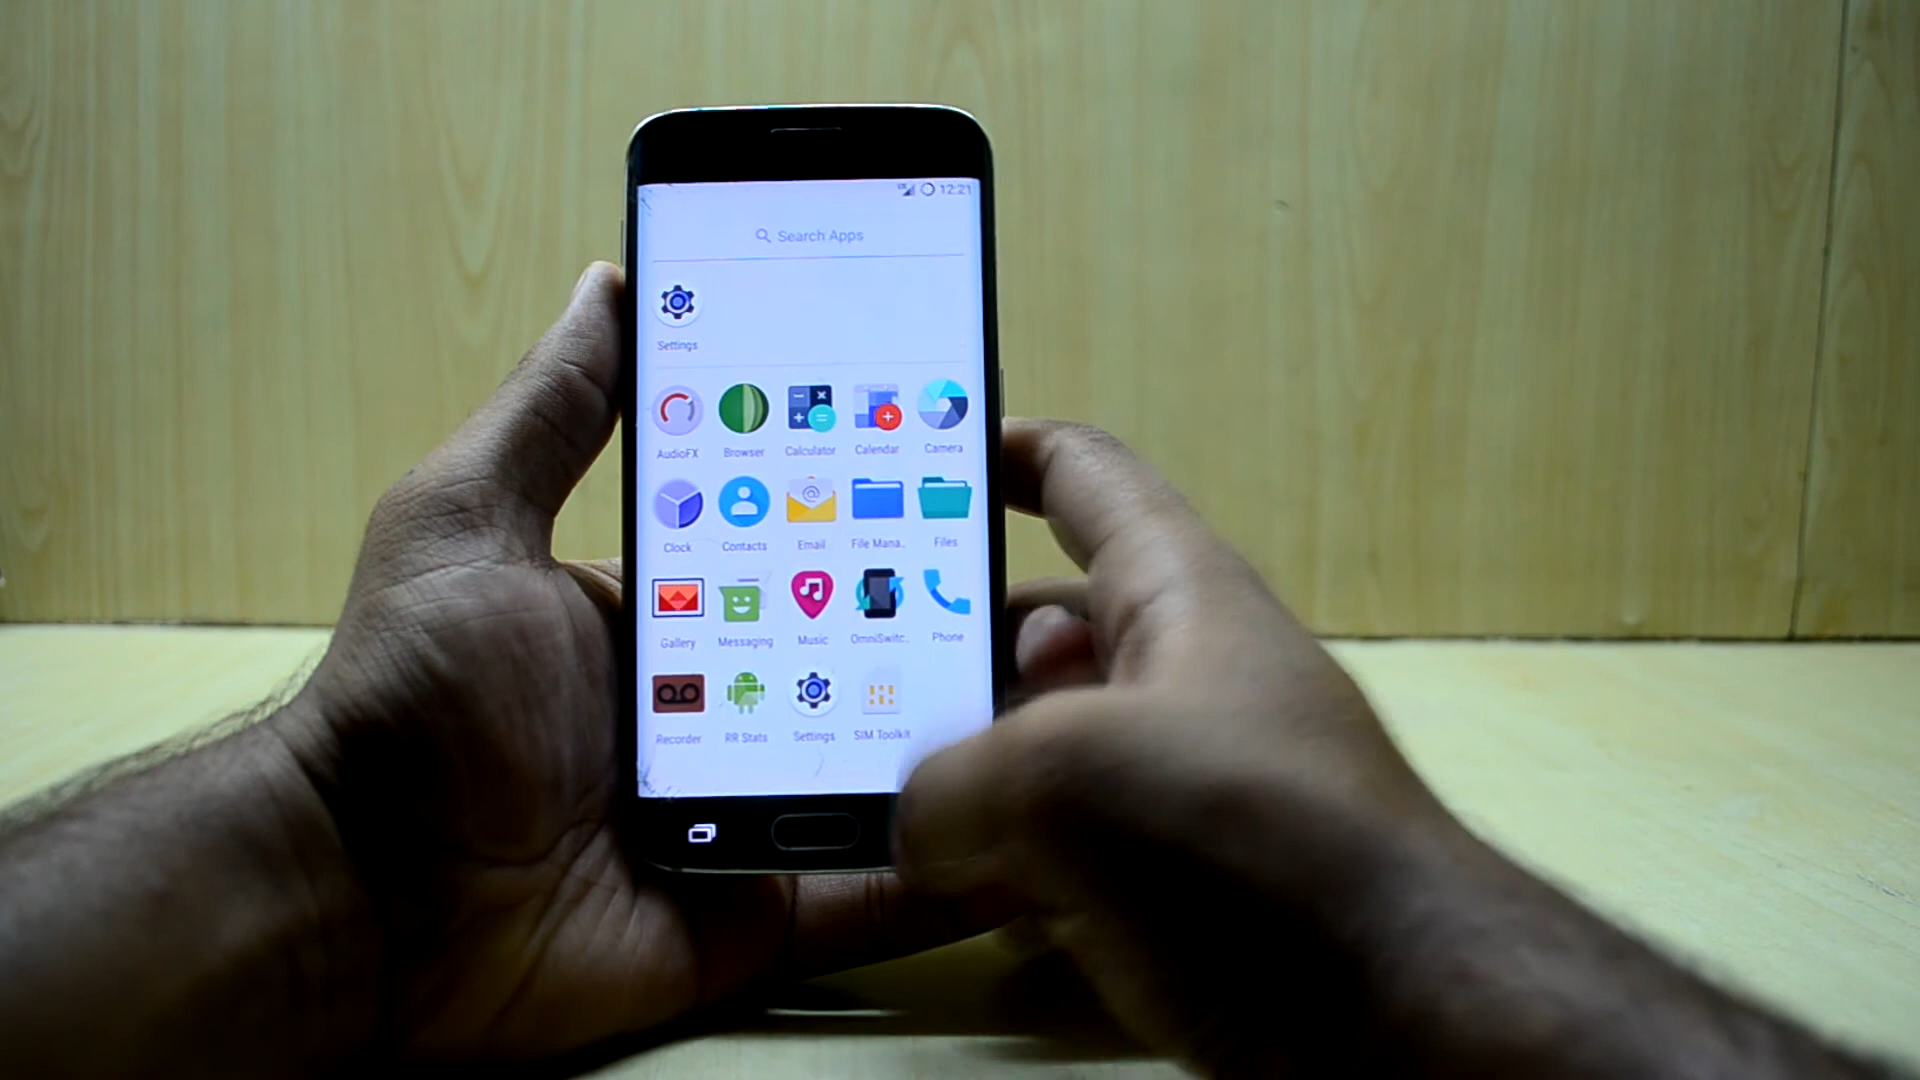 12:21
Search Apps
Settings
AudioFX Browser Calculator Calendar Camera
Clock Contacts Email File Mana.. Files
Gallery Messaging Music OmniSwitc.. Phone
Recorder RR Stats Settings SIM Toolkit